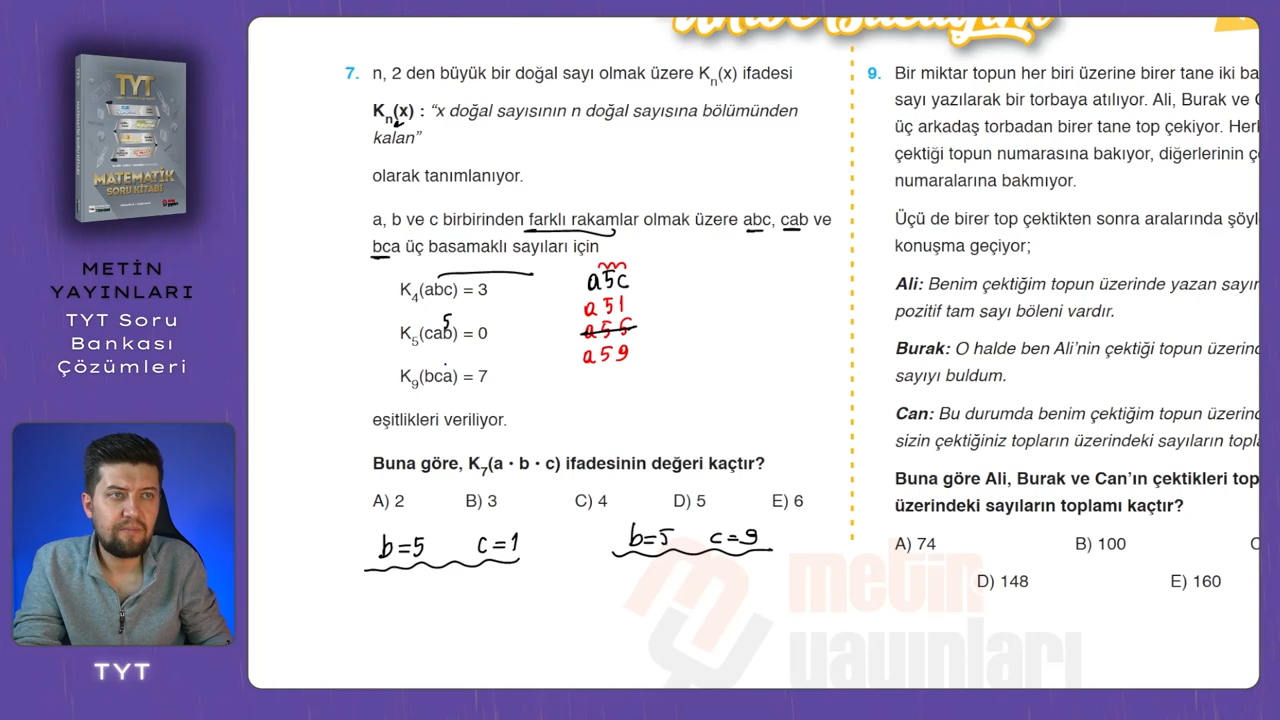 TYT
MATEMATİK
SORU KİTABI
METİN
YAYINLARI
TYT Soru
Bankası
Çözümleri
TYT
7. n, 2 den büyük bir doğal sayı olmak üzere Kn(x) ifadesi
Kn(x) : “x doğal sayısının n doğal sayısına bölümünden
kalan”
olarak tanımlanıyor.
a, b ve c birbirinden farklı rakamlar olmak üzere abc, cab ve
bca üç basamaklı sayıları için
K4(abc) = 3
5
K5(cab) = 0
K9(bca) = 7
a5c
a51
a55
a59
eşitlikleri veriliyor.
Buna göre, K7(a · b · c) ifadesinin değeri kaçtır?
A) 2 B) 3 C) 4 D) 5 E) 6
b=5 c=1 b=5 c=9
9. Bir miktar topun her biri üzerine birer tane iki ba
sayı yazılarak bir torbaya atılıyor. Ali, Burak ve
üç arkadaş torbadan birer tane top çekiyor. Her
çektiği topun numarasına bakıyor, diğerlerinin ç
numaralarına bakmıyor.
Üçü de birer top çektikten sonra aralarında şöyl
konuşma geçiyor;
Ali: Benim çektiğim topun üzerinde yazan sayı
pozitif tam sayı böleni vardır.
Burak: O halde ben Ali’nin çektiği topun üzerin
sayıyı buldum.
Can: Bu durumda benim çektiğim topun üzerin
sizin çektiğiniz topların üzerindeki sayıların topl
Buna göre Ali, Burak ve Can’ın çektikleri top
üzerindeki sayıların toplamı kaçtır?
A) 74 B) 100
D) 148 E) 160
metin
yayınları